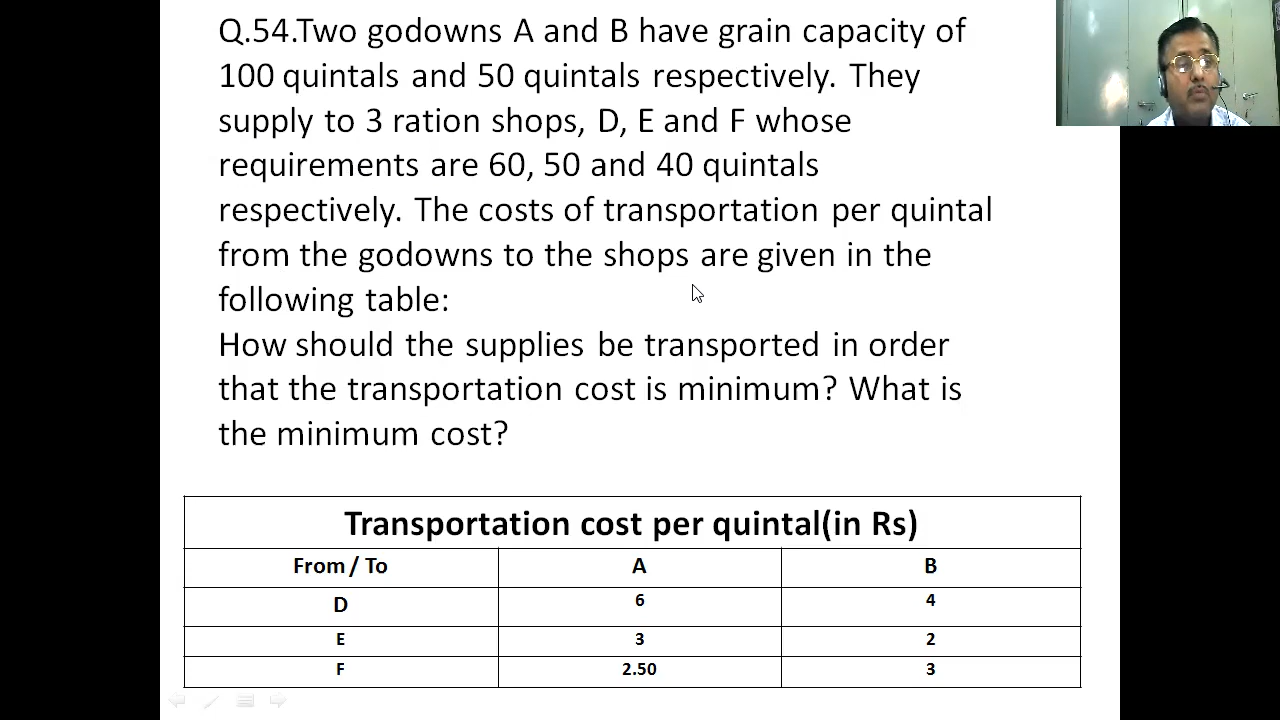 Q.54.Two godowns A and B have grain capacity of
100 quintals and 50 quintals respectively. They
supply to 3 ration shops, D, E and F whose
requirements are 60, 50 and 40 quintals
respectively. The costs of transportation per quintal
from the godowns to the shops are given in the
following table:
How should the supplies be transported in order
that the transportation cost is minimum? What is
the minimum cost?
Transportation cost per quintal(in Rs)
From / To A B
D 6 4
E 3 2
F 2.50 3